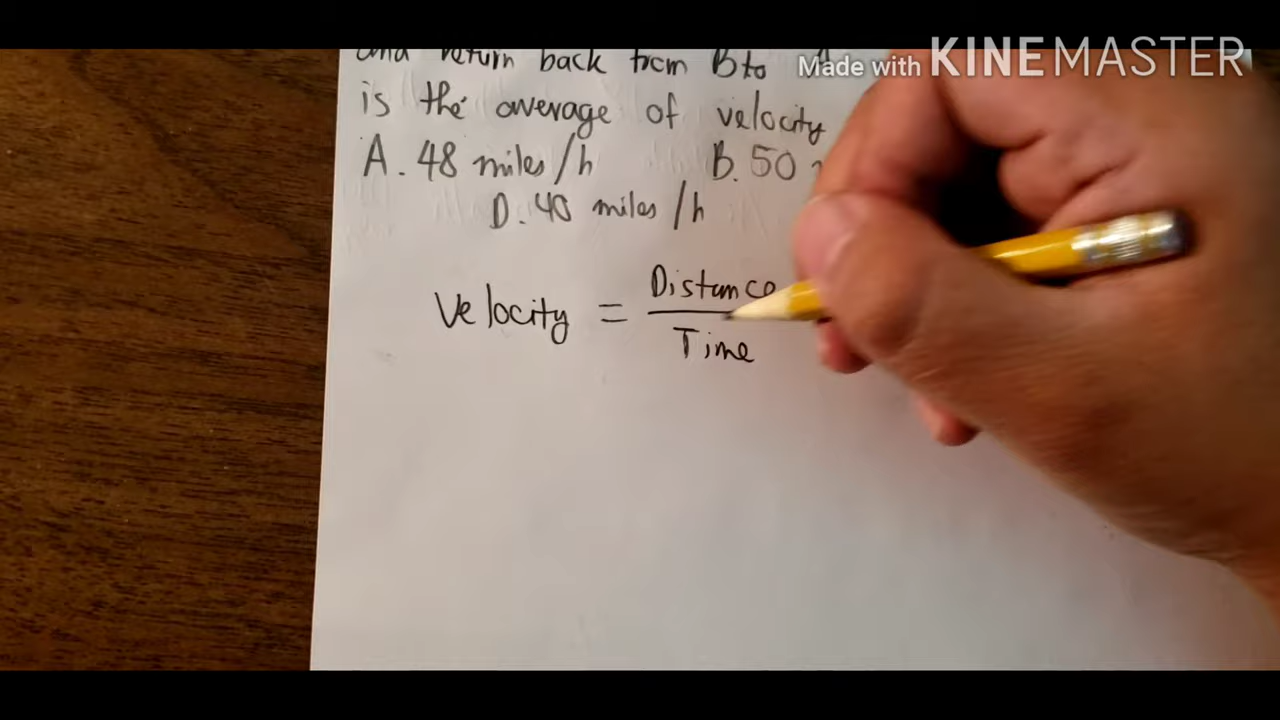 and return back from B to A
Made with KINEMASTER
is the average of velocity
A. 48 miles/h B. 50
D. 40 miles/h
Velocity = Distance / Time